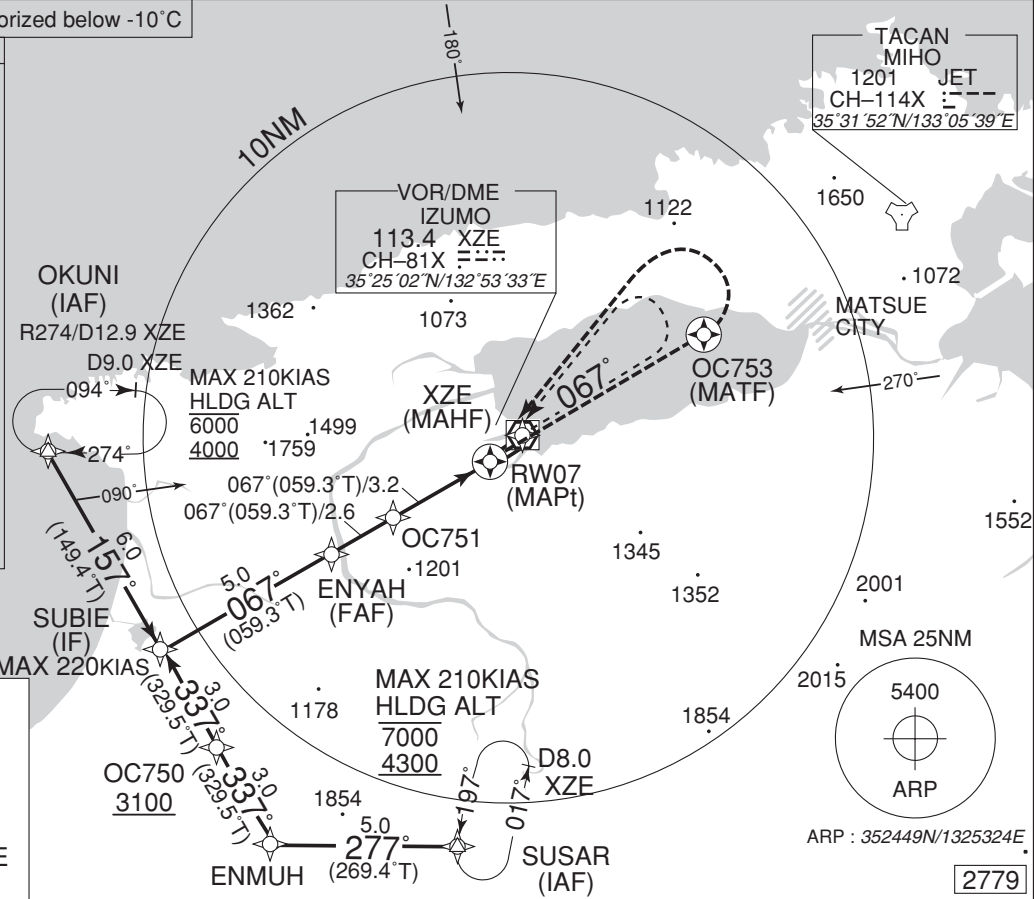 orized below -10˚C
180˚
10NM
TACAN
MIHO
1201 JET
CH–114X
35˚31´52˝N/133˚05´39˝E
1650
1122
1072
VOR/DME
IZUMO
113.4 XZE
CH–81X
35˚25´02˝N/132˚53´33˝E
MATSUE
CITY
270˚
OKUNI
(IAF)
R274/D12.9 XZE
D9.0 XZE
094˚
274˚
090˚
1362
1073
MAX 210KIAS
HLDG ALT
6000
4000
1499
1759
XZE
(MAHF)
067˚
OC753
(MATF)
RW07
(MAPt)
067˚(059.3˚T)/3.2
067˚(059.3˚T)/2.6
OC751
1201
ENYAH
(FAF)
1345
1352
1552
2001
6.0
157˚
(149.4˚T)
5.0
067˚
(059.3˚T)
SUBIE
(IF)
MAX 220KIAS
3.0
337˚
(329.5˚T)
1178
MAX 210KIAS
HLDG ALT
7000
4300
1854
2015
MSA 25NM
5400
ARP
ARP : 352449N/1325324E
OC750
3100
3.0
337˚
(329.5˚T)
1854
197˚
017˚
D8.0
XZE
5.0
277˚
(269.4˚T)
ENMUH
SUSAR
(IAF)
E
2779